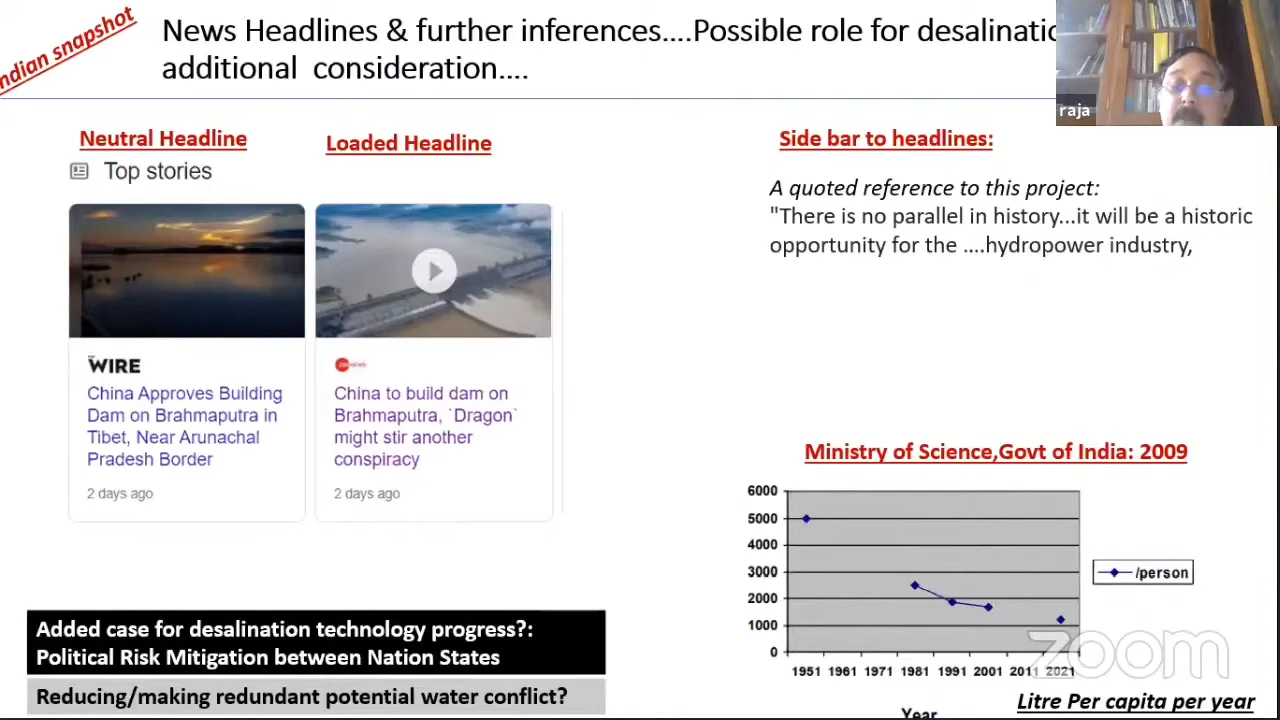 ndian snapshot
News Headlines & further inferences....Possible role for desalinatio
additional consideration....
raja
Neutral Headline
Top stories
WIRE
China Approves Building
Dam on Brahmaputra in
Tibet, Near Arunachal
Pradesh Border
2 days ago
Loaded Headline
ZEE NEWS
China to build dam on
Brahmaputra, `Dragon`
might stir another
conspiracy
2 days ago
Side bar to headlines:
A quoted reference to this project:
"There is no parallel in history...it will be a historic
opportunity for the ....hydropower industry,
Ministry of Science,Govt of India: 2009
6000
5000
4000
3000
2000
1000
0
1951 1961 1971 1981 1991 2001 2011 2021
/person
Year
zoom
Litre Per capita per year
Added case for desalination technology progress?:
Political Risk Mitigation between Nation States
Reducing/making redundant potential water conflict?